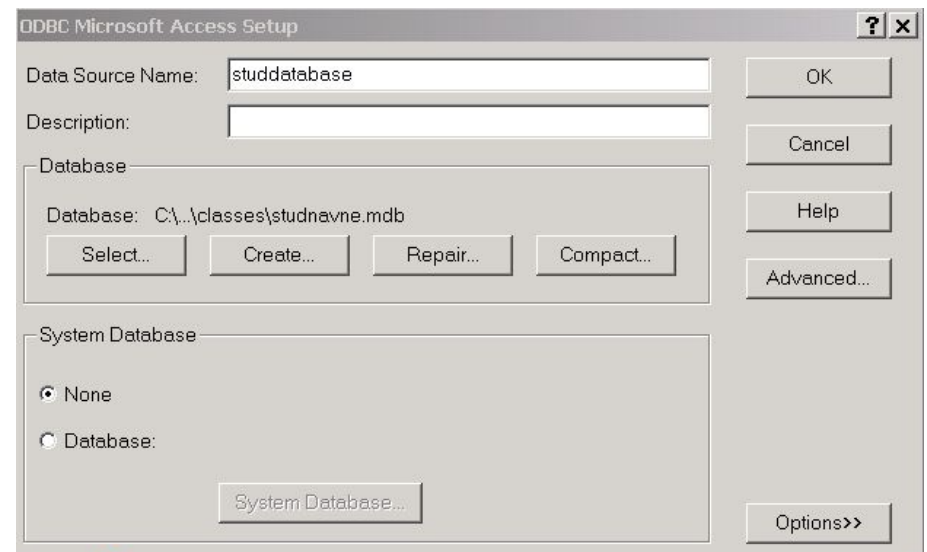 ODBC Microsoft Access Setup
Data Source Name: studdatabase
OK
Description:
Cancel
Database
Database: C:\...\classes\studnavne.mdb
Help
Select... Create... Repair... Compact...
Advanced...
System Database
None
Database:
System Database...
Options>>